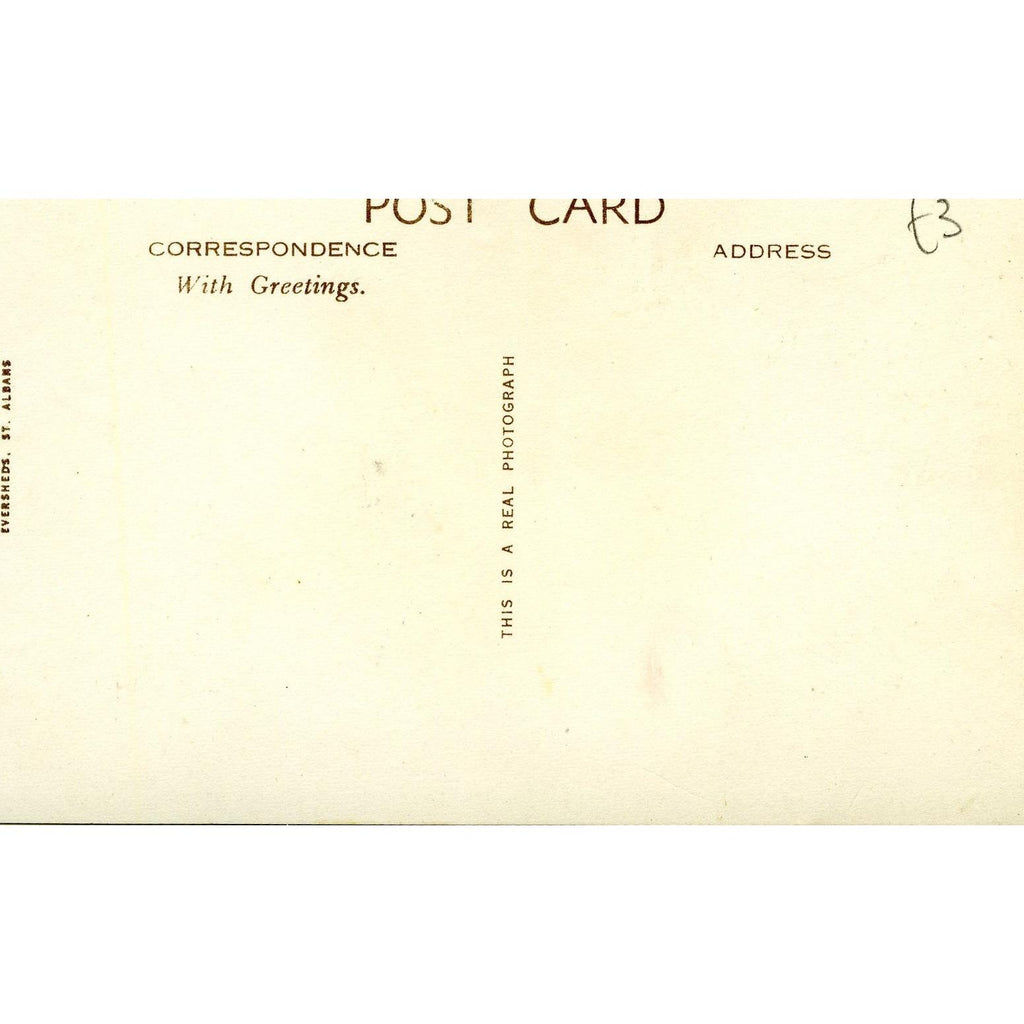 POST CARD
£3
CORRESPONDENCE
ADDRESS
With Greetings.
EVERSHEDS, ST. ALBANS
THIS IS A REAL PHOTOGRAPH